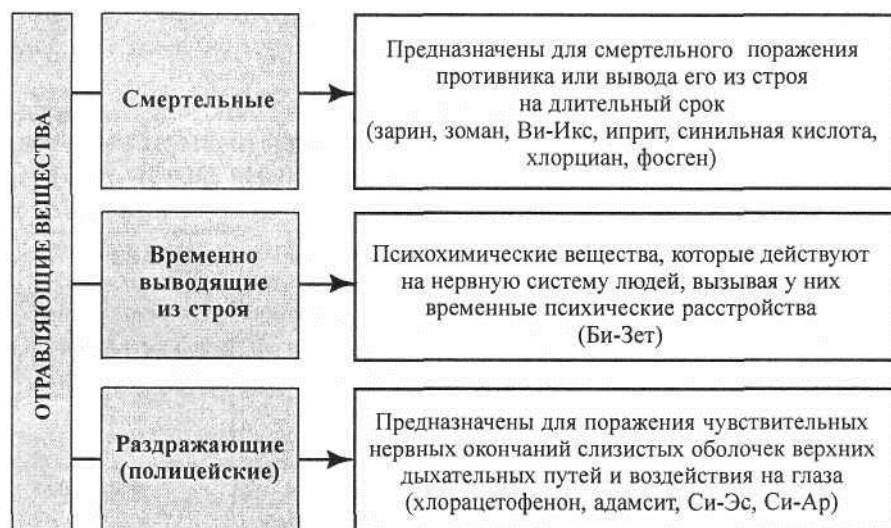 ОТРАВЛЯЮЩИЕ ВЕЩЕСТВА
Смертельные
Предназначены для смертельного поражения
противника или вывода его из строя
на длительный срок
(зарин, зоман, Ви-Икс, иприт, синильная кислота,
хлорциан, фосген)
Временно
выводящие
из строя
Психохимические вещества, которые действуют
на нервную систему людей, вызывая у них
временные психические расстройства
(Би-Зет)
Раздражающие
(полицейские)
Предназначены для поражения чувствительных
нервных окончаний слизистых оболочек верхних
дыхательных путей и воздействия на глаза
(хлорацетофенон, адамсит, Си-Эс, Си-Ар)